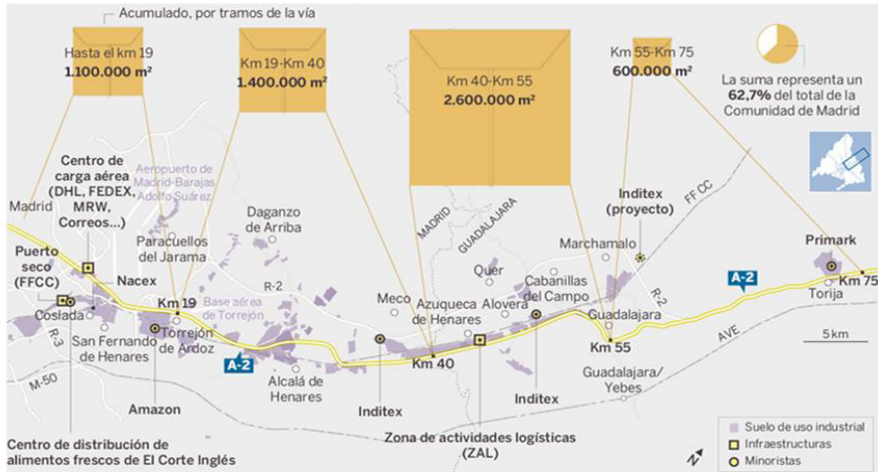 Acumulado, por tramos de la vía
Hasta el km 19
1.100.000 m²
Km 19-Km 40
1.400.000 m²
Km 40-Km 55
2.600.000 m²
Km 55-Km 75
600.000 m²
La suma representa un
62,7% del total de la
Comunidad de Madrid
Centro de
carga aérea
(DHL, FEDEX,
MRW,
Correos...)
Aeropuerto de
Madrid-Barajas
Adolfo Suárez
Madrid
Paracuellos
del Jarama
Daganzo
de Arriba
MADRID
GUADALAJARA
Inditex
(proyecto)
FF CC
Puerto
seco
(FFCC)
Nacex
Km 19
Base aérea
de Torrejón
R-2
Meco
Quer
Marchamalo
Cabanillas
del Campo
Azuqueca
de Henares
Alovera
Guadalajara
R-2
A-2
Primark
Km 75
Torija
5 km
Coslada
R-3
San Fernando
de Henares
Torrejón
de Ardoz
A-2
M-50
Alcalá de
Henares
Km 40
Km 55
AVE
Guadalajara/
Yebes
Amazon
Inditex
Inditex
Zona de actividades logísticas
(ZAL)
Centro de distribución de
alimentos frescos de El Corte Inglés
N
Suelo de uso industrial
Infraestructuras
Minoristas